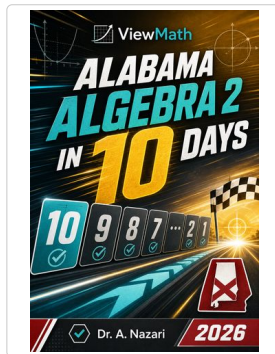 ViewMath
ALABAMA
ALGEBRA 2
IN 10 DAYS
10 9 8 7 ... 2 1
Dr. A. Nazari
2026